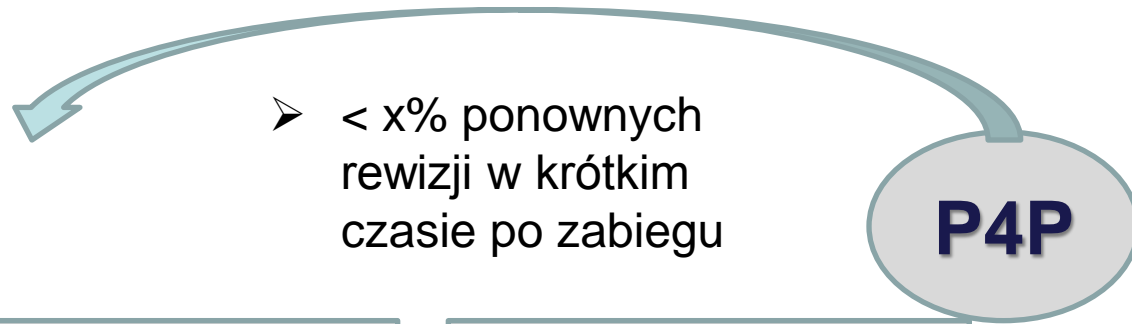 ➢ < x% ponownych
rewizji w krótkim
czasie po zabiegu
P4P